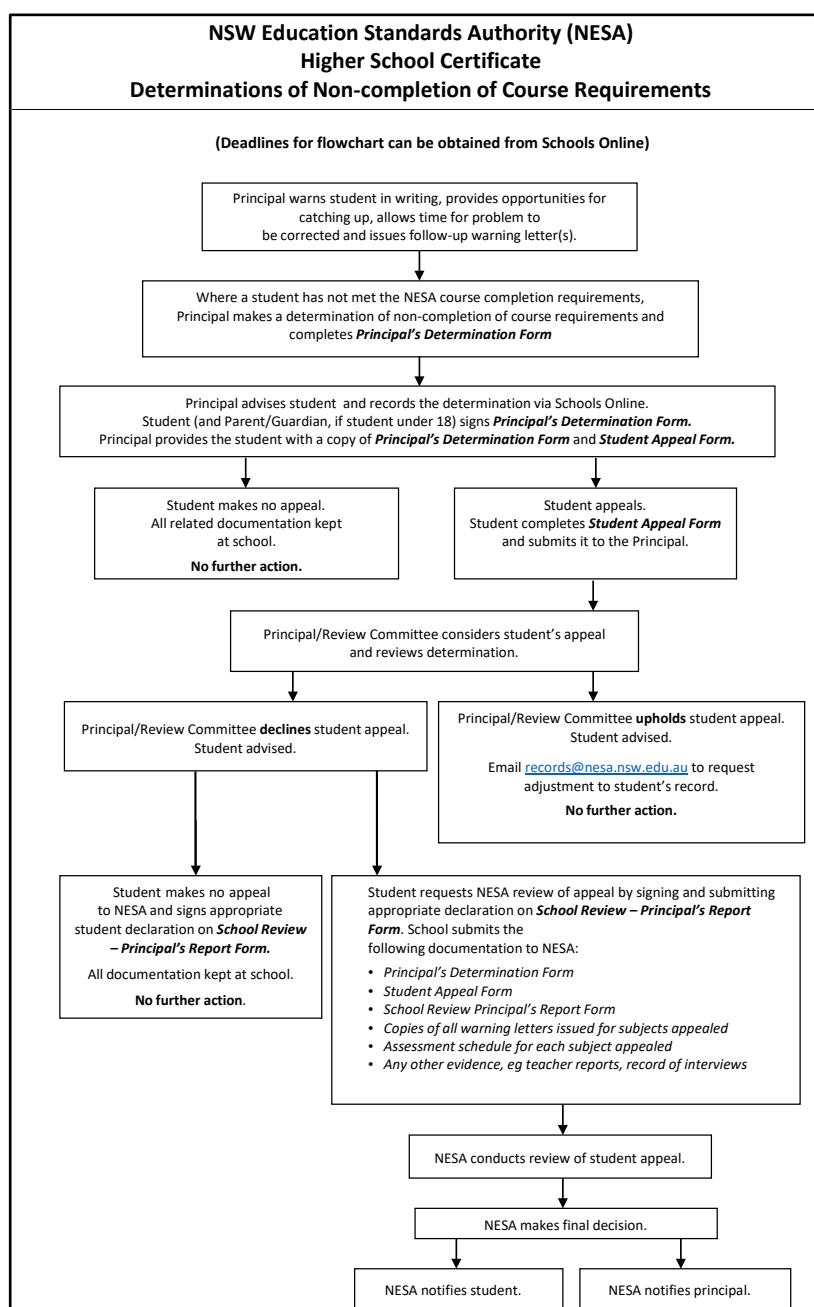 NSW Education Standards Authority (NESA)
Higher School Certificate
Determinations of Non-completion of Course Requirements
(Deadlines for flowchart can be obtained from Schools Online)
Principal warns student in writing, provides opportunities for
catching up, allows time for problem to
be corrected and issues follow-up warning letter(s).
Where a student has not met the NESA course completion requirements,
Principal makes a determination of non-completion of course requirements and
completes Principal’s Determination Form
Principal advises student and records the determination via Schools Online.
Student (and Parent/Guardian, if student under 18) signs Principal’s Determination Form.
Principal provides the student with a copy of Principal’s Determination Form and Student Appeal Form.
Student makes no appeal.
All related documentation kept
at school.
No further action.
Student appeals.
Student completes Student Appeal Form
and submits it to the Principal.
Principal/Review Committee considers student’s appeal
and reviews determination.
Principal/Review Committee declines student appeal.
Student advised.
Principal/Review Committee upholds student appeal.
Student advised.
Email records@nesa.nsw.edu.au to request
adjustment to student’s record.
No further action.
Student makes no appeal
to NESA and signs appropriate
student declaration on School Review
– Principal’s Report Form.
All documentation kept at school.
No further action.
Student requests NESA review of appeal by signing and submitting
appropriate declaration on School Review – Principal’s Report
Form. School submits the
following documentation to NESA:
• Principal’s Determination Form
• Student Appeal Form
• School Review Principal’s Report Form
• Copies of all warning letters issued for subjects appealed
• Assessment schedule for each subject appealed
• Any other evidence, eg teacher reports, record of interviews
NESA conducts review of student appeal.
NESA makes final decision.
NESA notifies student.
NESA notifies principal.